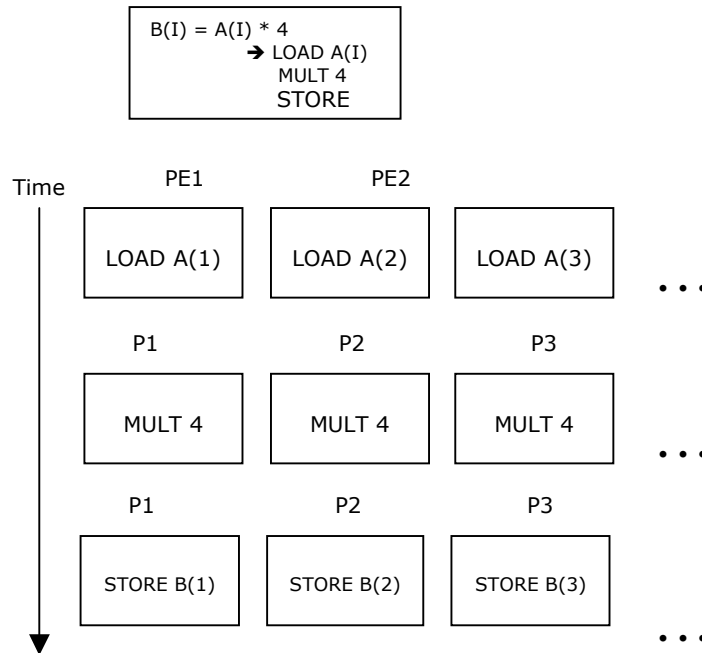 B(I) = A(I) * 4
➔ LOAD A(I)
MULT 4
STORE
Time PE1 PE2
LOAD A(1) LOAD A(2) LOAD A(3) • • •
P1 P2 P3
MULT 4 MULT 4 MULT 4 • • •
P1 P2 P3
STORE B(1) STORE B(2) STORE B(3) • • •